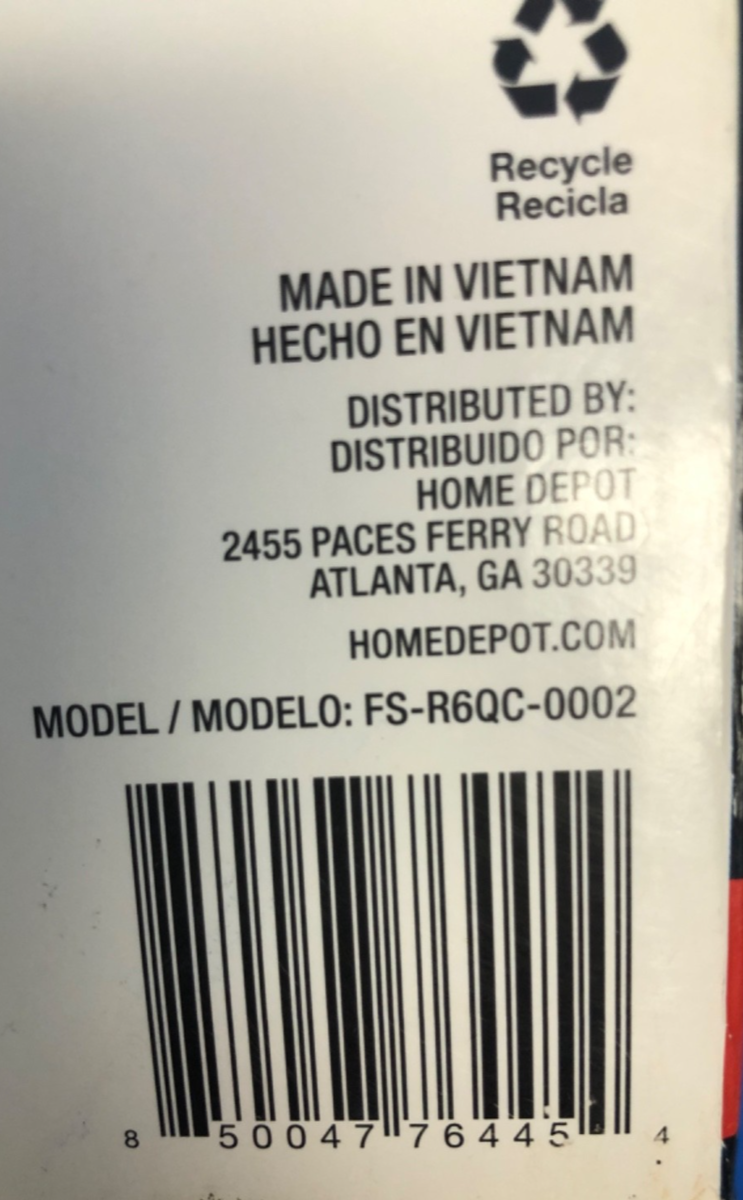 Recycle
Recicla
MADE IN VIETNAM
HECHO EN VIETNAM
DISTRIBUTED BY:
DISTRIBUIDO POR:
HOME DEPOT
2455 PACES FERRY ROAD
ATLANTA, GA 30339
HOMEDEPOT.COM
MODEL / MODELO: FS-R6QC-0002
8 50047 76445 4